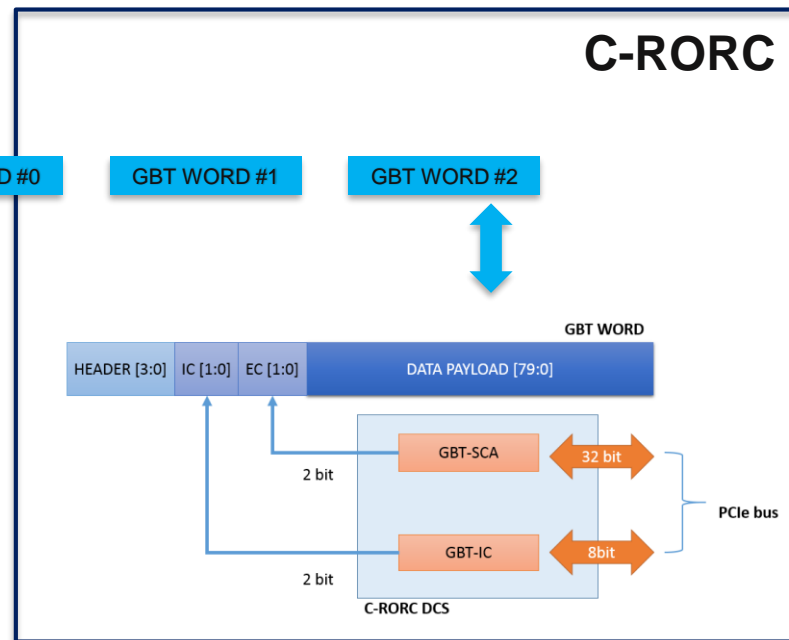 C-RORC
D #0
GBT WORD #1
GBT WORD #2
GBT WORD
HEADER [3:0]
IC [1:0]
EC [1:0]
DATA PAYLOAD [79:0]
GBT-SCA
32 bit
2 bit
PCIe bus
GBT-IC
8bit
2 bit
C-RORC DCS